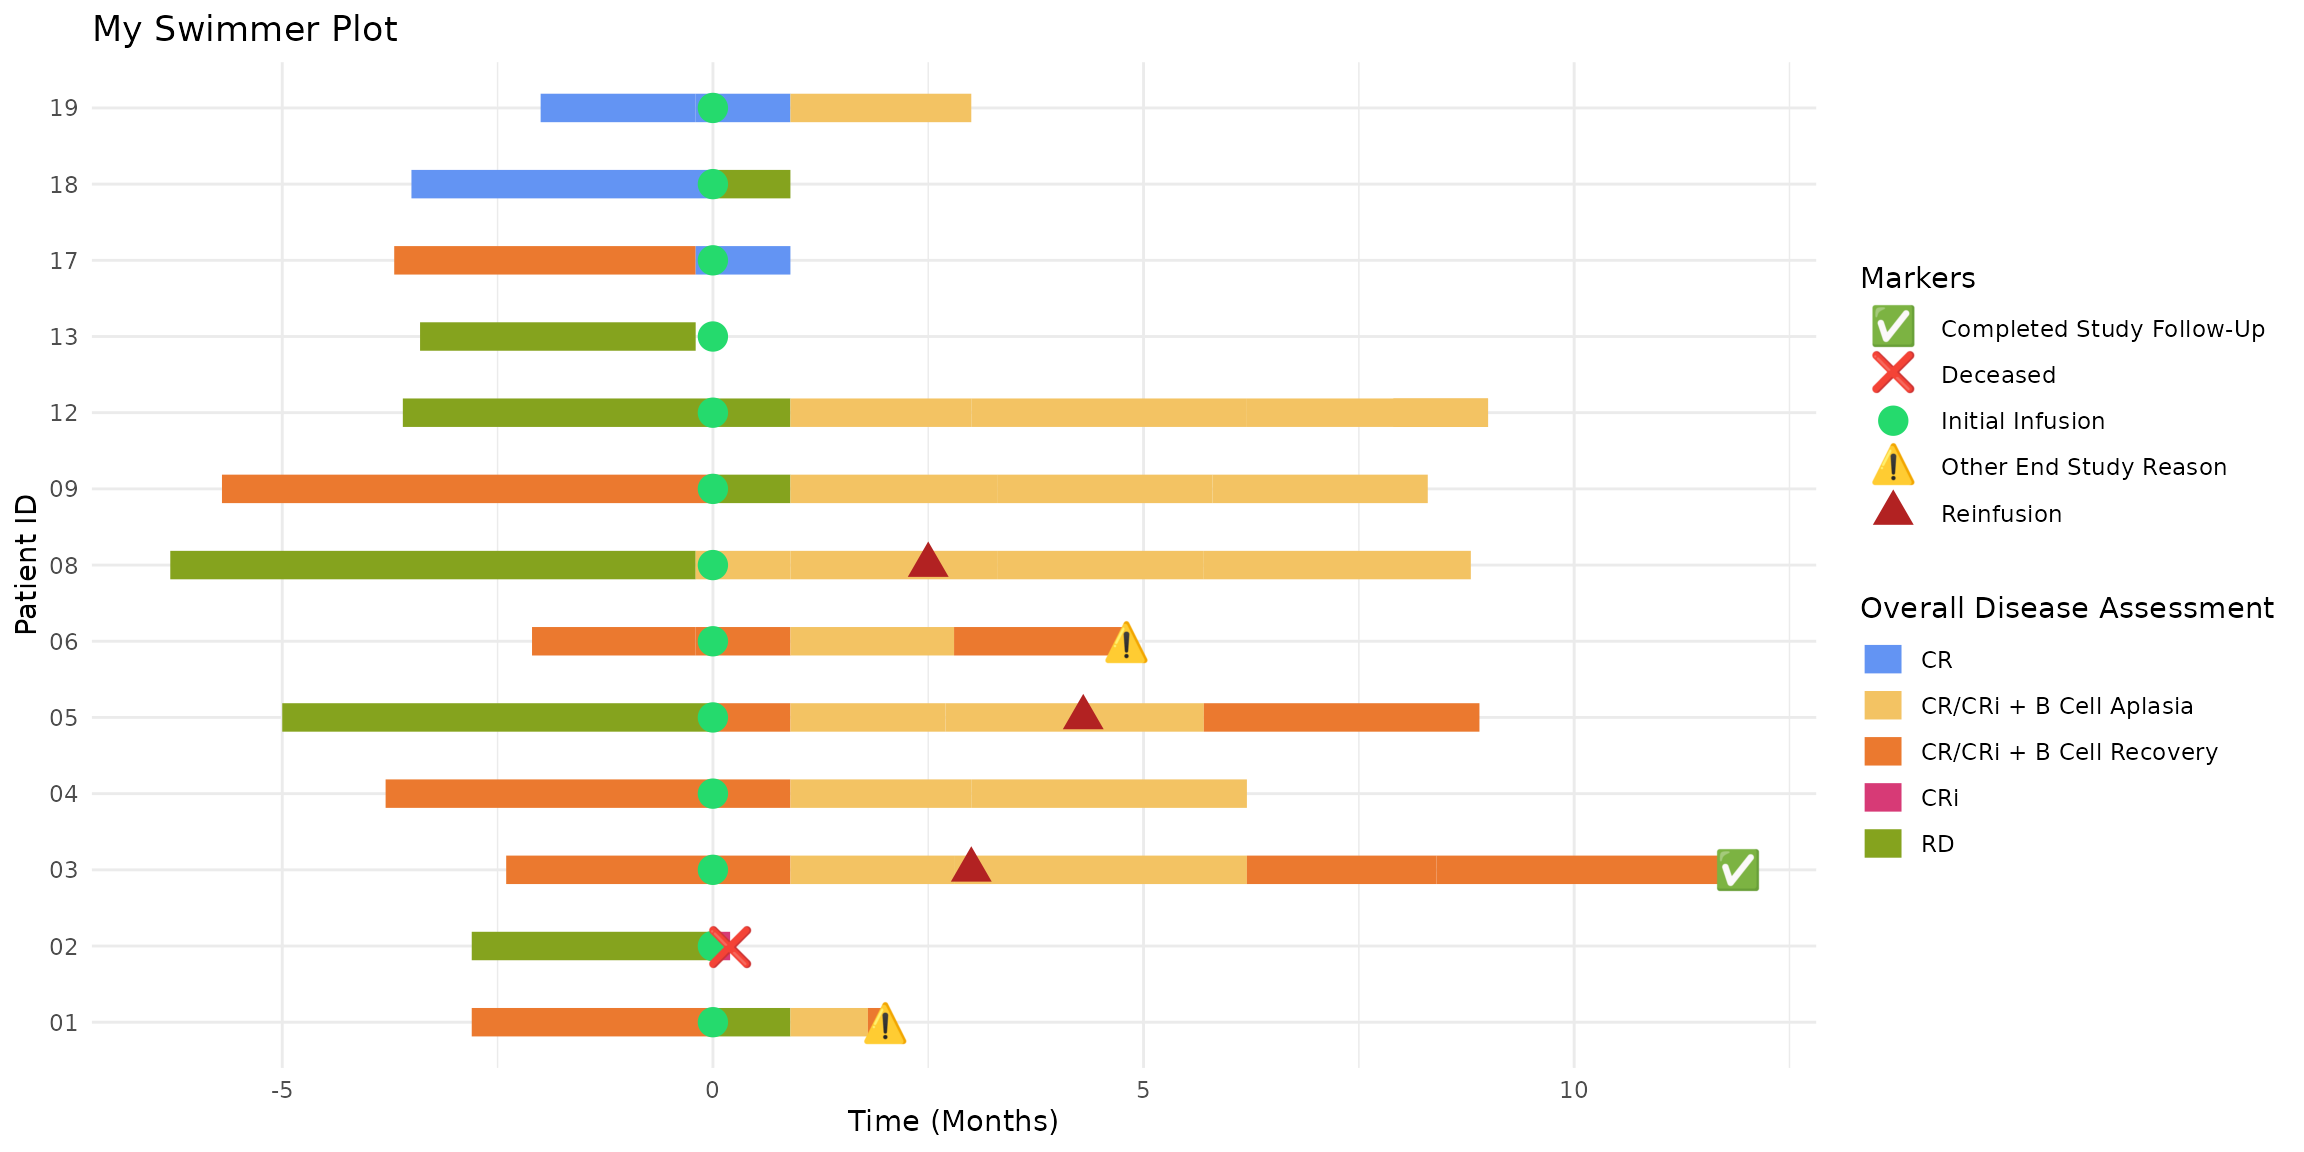 My Swimmer Plot
19
18
17
13
12
09
08
06
05
04
03
02
01
Patient ID
-5
0
5
10
Time (Months)
Markers
Completed Study Follow-Up
Deceased
Initial Infusion
Other End Study Reason
Reinfusion
Overall Disease Assessment
CR
CR/CRi + B Cell Aplasia
CR/CRi + B Cell Recovery
CRi
RD